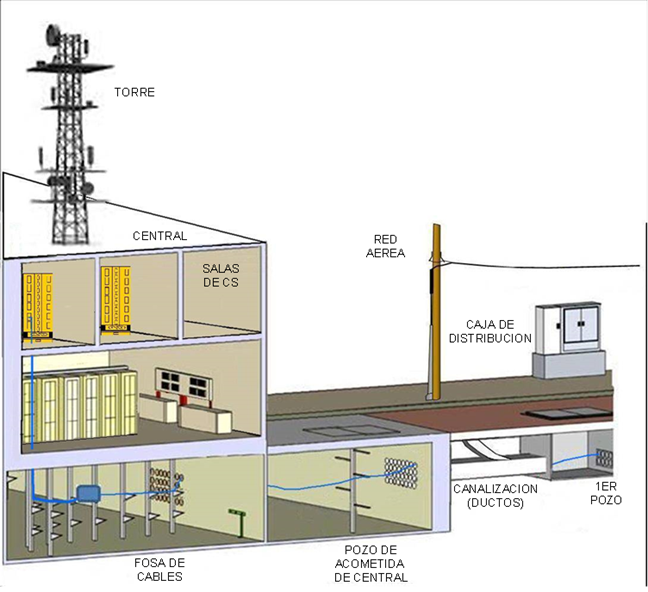 TORRE
CENTRAL
SALAS
DE CS
RED
AEREA
CAJA DE
DISTRIBUCION
CANALIZACION
(DUCTOS)
1ER
POZO
FOSA DE
CABLES
POZO DE
ACOMETIDA
DE CENTRAL